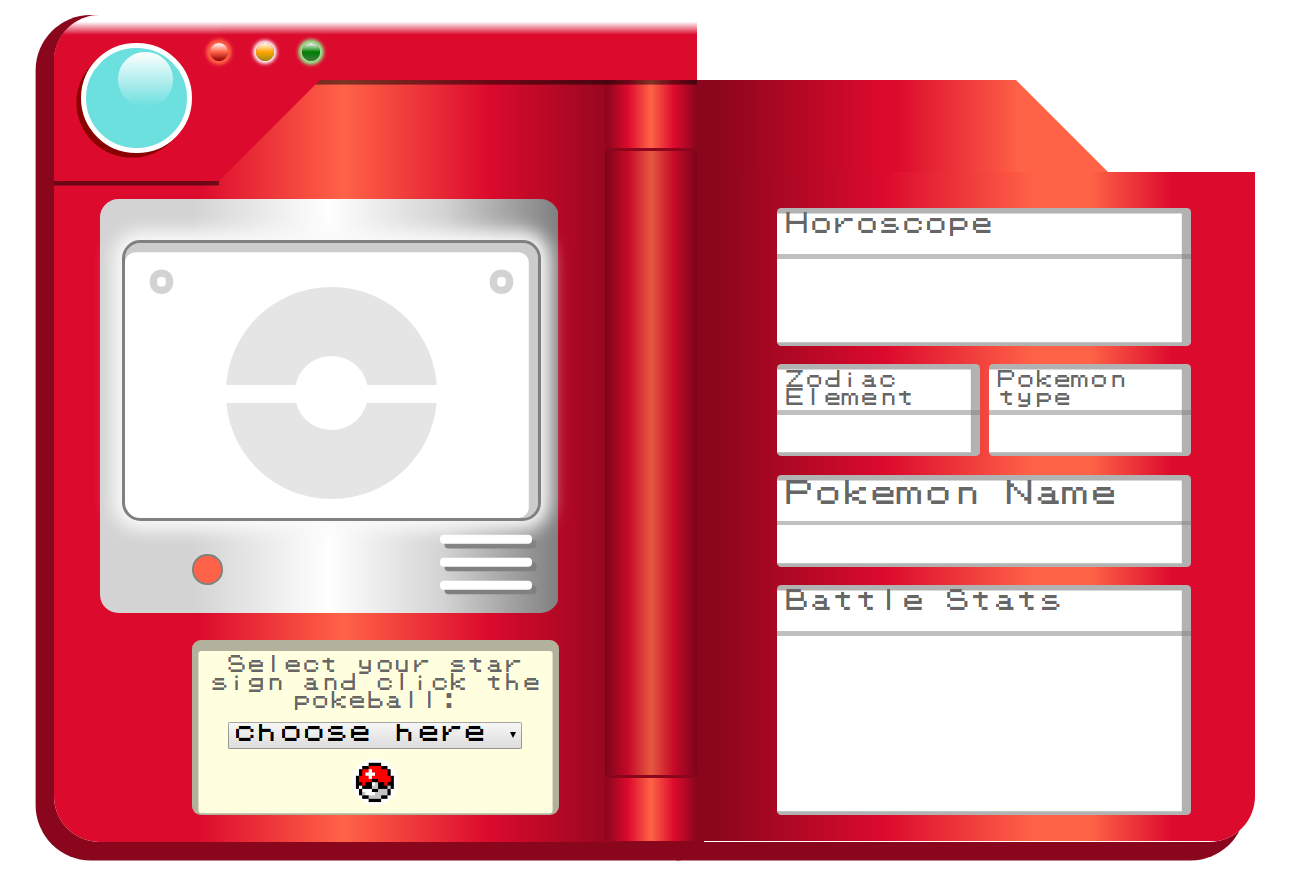 Horoscope
Zodiac
Element
Pokemon
type
Pokemon Name
Battle Stats
Select your star
sign and click the
pokeball:
choose here